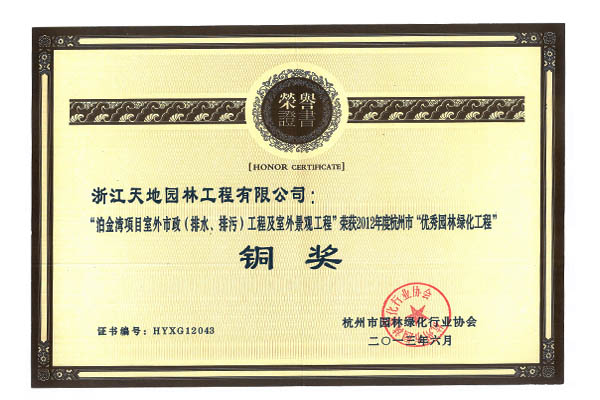 榮譽
證書
[HONOR CERTIFICATE]
浙江天地园林工程有限公司：
“泊金湾项目室外市政（排水、排污）工程及室外景观工程”荣获2012年度杭州市“优秀园林绿化工程”
铜奖
证书编号：HYXG12043
杭州市园林绿化行业协会
二〇一三年六月